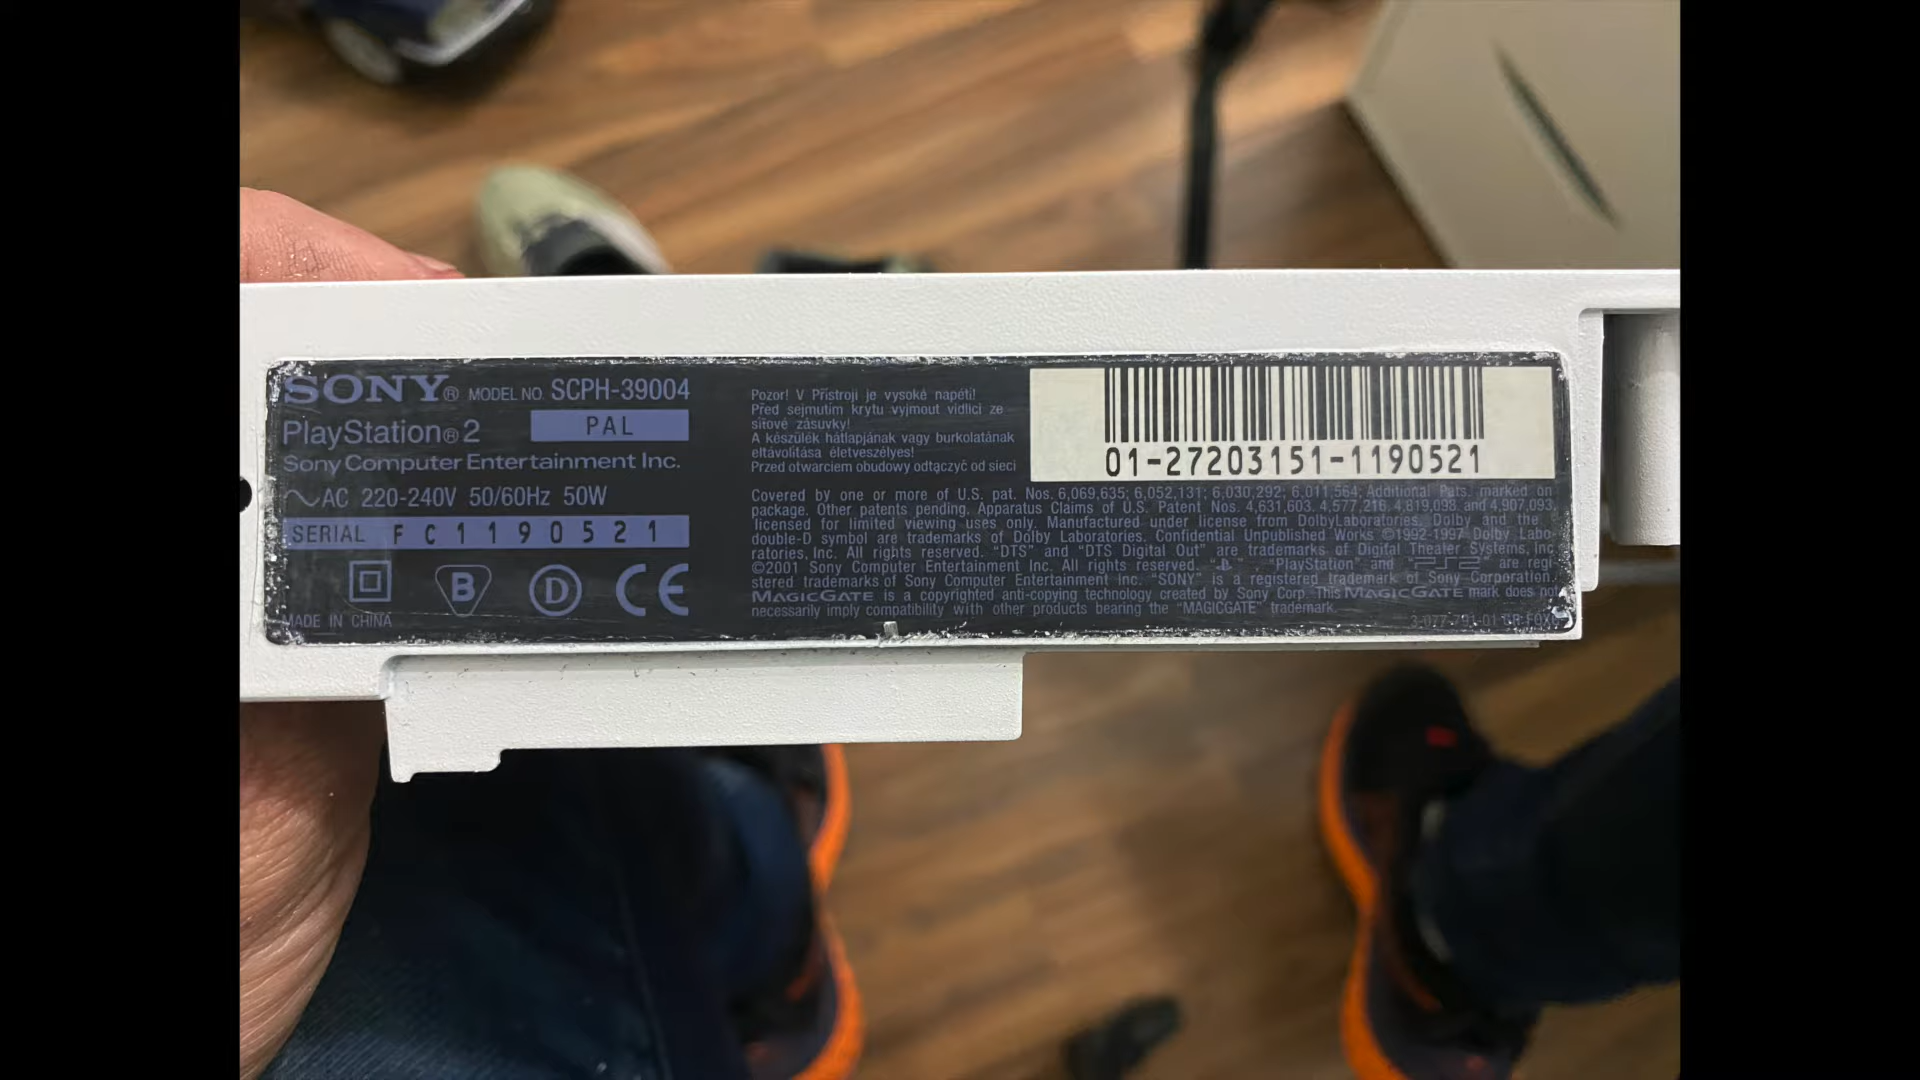 SONY® MODEL NO. SCPH-39004
PlayStation®2 PAL
Sony Computer Entertainment Inc.
~AC 220-240V 50/60Hz 50W
SERIAL FC1190521
B D CE
MADE IN CHINA
Pozor! V Přístroji je vysoké napětí!
Před sejmutím krytu vyjmout vidlici ze
síťové zásuvky!
A készülék hátlapjának vagy burkolatának
eltávolítása életveszélyes!
Przed otwarciem obudowy odtączyć od sieci
01-27203151-1190521
Covered by one or more of U.S. pat. Nos. 6,069,635; 6,052,131; 6,030,292; 6,011,564; Additional Pats. marked on
package. Other patents pending. Apparatus Claims of U.S. Patent Nos. 4,631,603. 4,577,216. 4,819,098. and 4,907,093,
licensed for limited viewing uses only. Manufactured under license from DolbyLaboratories. Dolby and the
double-D symbol are trademarks of Dolby Laboratories. Confidential Unpublished Works ©1992-1997 Dolby Labo-
ratories, Inc. All rights reserved. "DTS" and "DTS Digital Out" are trademarks of Digital Theater Systems, Inc.
©2001 Sony Computer Entertainment Inc. All rights reserved. " ", "PlayStation" and PS2 are regi
stered trademarks of Sony Computer Entertainment Inc. "SONY" is a registered trademark of Sony Corporation.
MAGICGATE is a copyrighted anti-copying technology created by Sony Corp. This MAGICGATE mark does not
necessarily imply compatibility with other products bearing the "MAGICGATE" trademark.
3-077-791-01